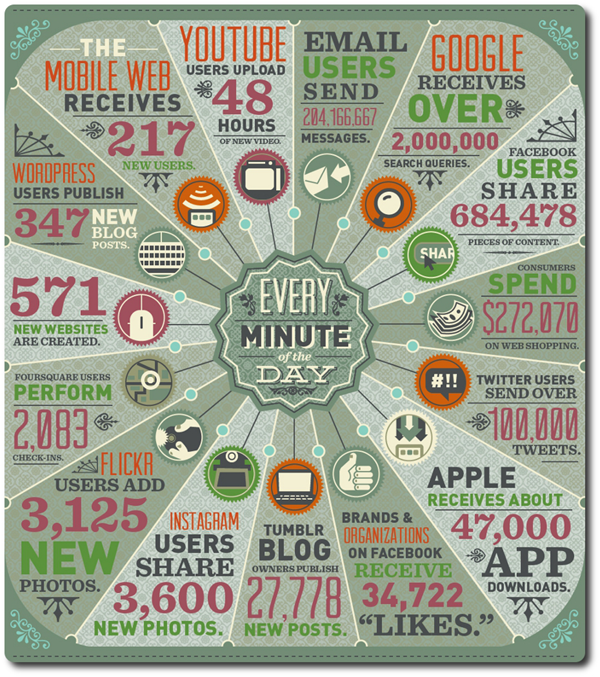 EVERY
MINUTE
of the
DAY
THE
MOBILE WEB
RECEIVES
217
NEW USERS.
YOUTUBE
USERS UPLOAD
48
HOURS
OF NEW VIDEO.
EMAIL
USERS
SEND
204,166,667
MESSAGES.
GOOGLE
RECEIVES
OVER
2,000,000
SEARCH QUERIES.
FACEBOOK
USERS
SHARE
684,478
PIECES OF CONTENT.
SHAR
CONSUMERS
SPEND
$272,070
ON WEB SHOPPING.
#!!
TWITTER USERS
SEND OVER
100,000
TWEETS.
APPLE
RECEIVES ABOUT
47,000
APP
DOWNLOADS.
BRANDS &
ORGANIZATIONS
ON FACEBOOK
RECEIVE
34,722
“LIKES.”
TUMBLR
BLOG
OWNERS PUBLISH
27,778
NEW POSTS.
INSTAGRAM
USERS
SHARE
3,600
NEW PHOTOS.
FLICKR
USERS ADD
3,125
NEW
PHOTOS.
FOURSQUARE USERS
PERFORM
2,083
CHECK-INS.
571
NEW WEBSITES
ARE CREATED.
WORDPRESS
USERS PUBLISH
347 NEW
BLOG
POSTS.